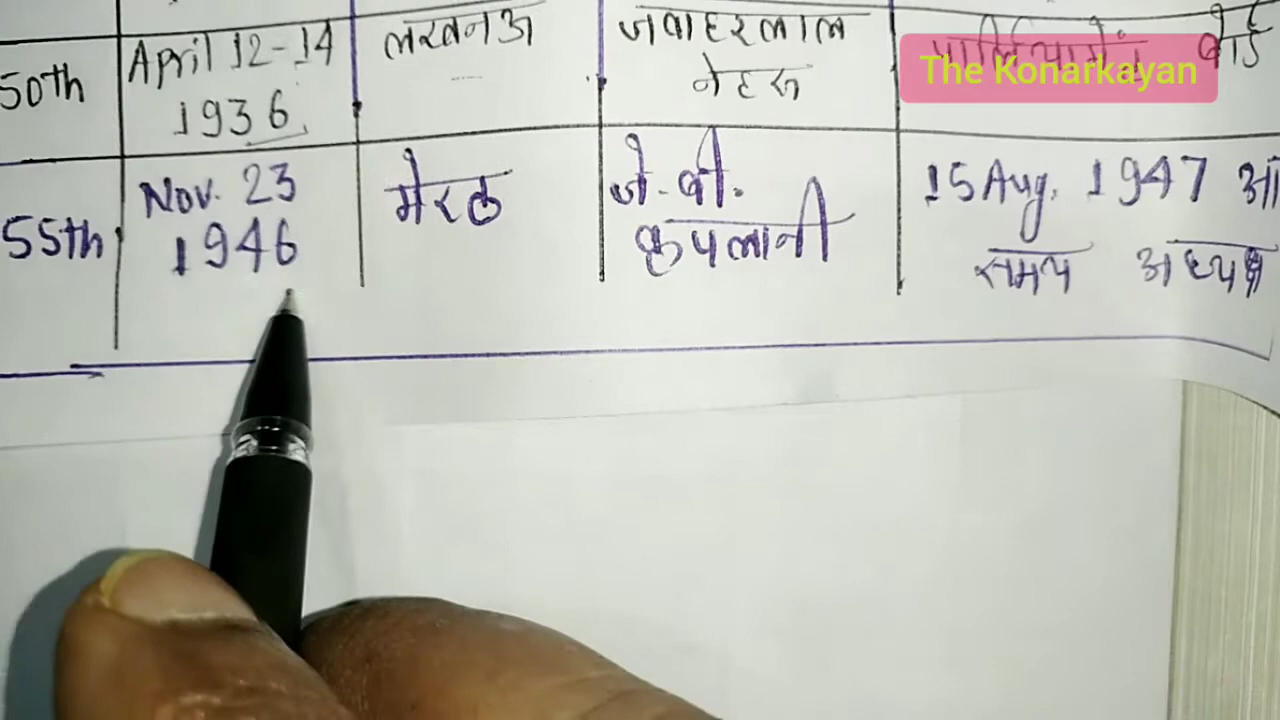 50th April 12-14 1936 लखनऊ जवाहरलाल नेहरू बोर्ड
The Konarkayan
55th Nov. 23 1946 मेरठ जे.बी. कृपलानी 15 Aug. 1947 समय अध्यक्ष